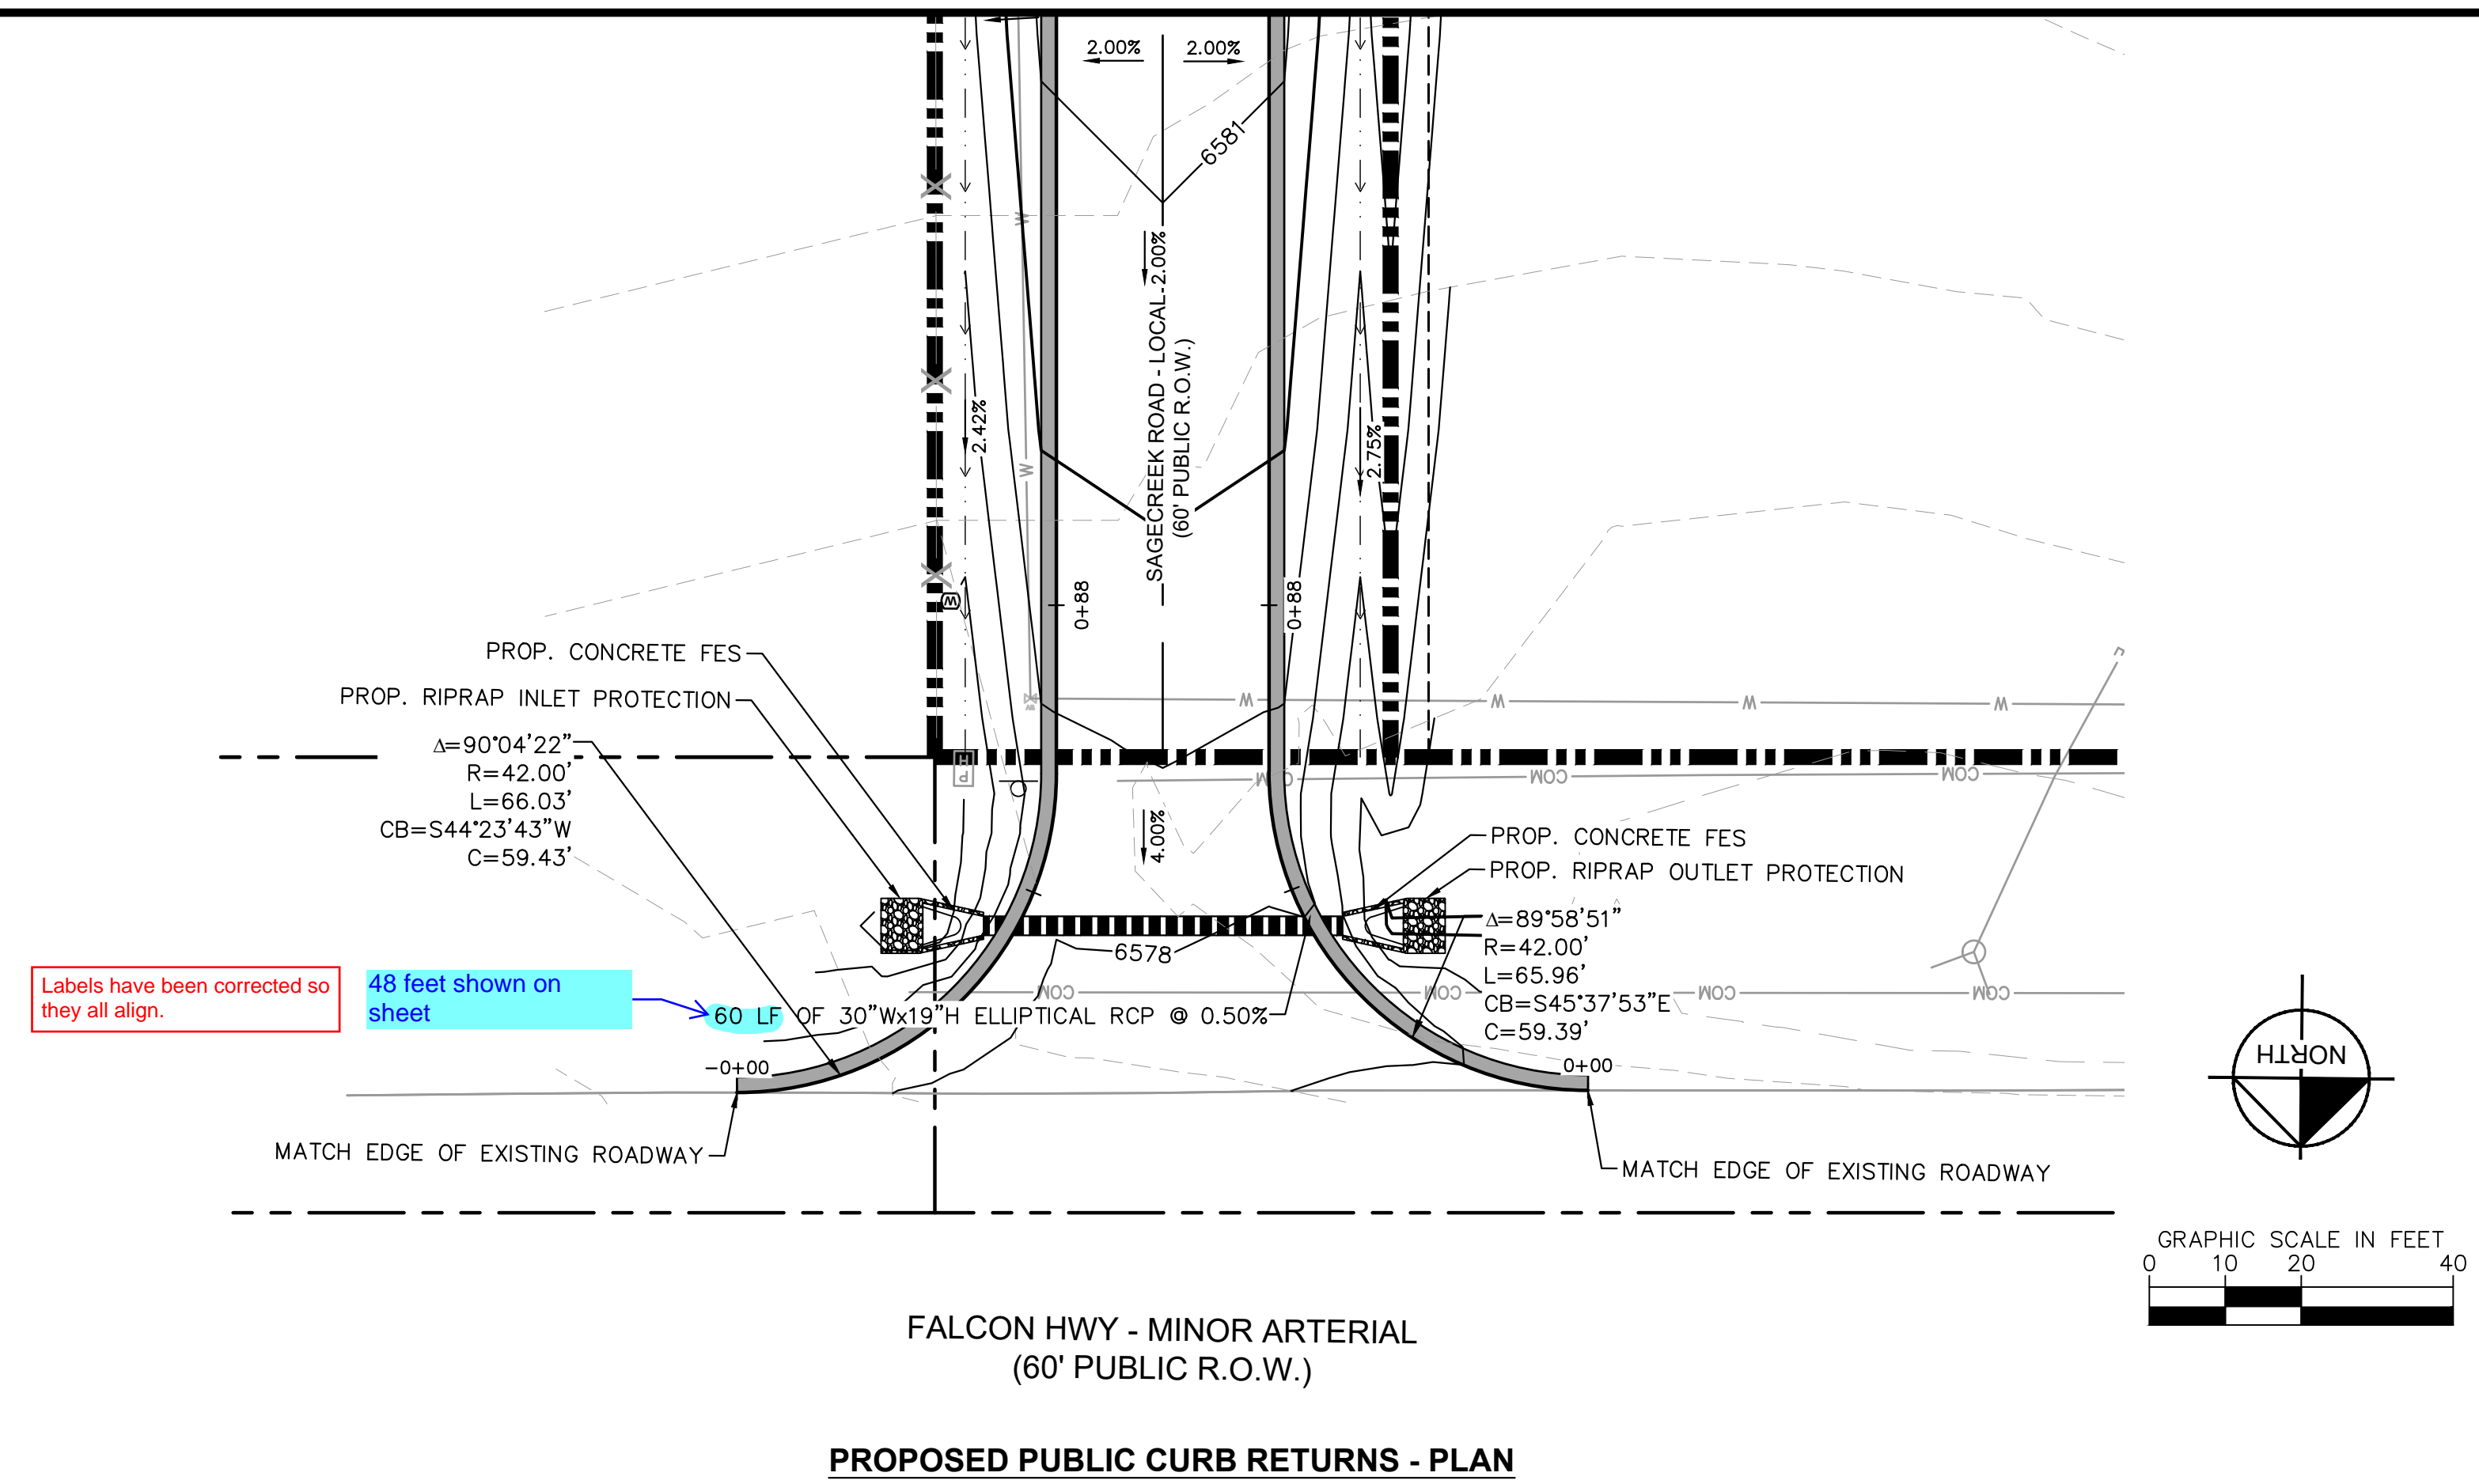 2.00%
2.00%
6581
W
SAGECREEK ROAD - LOCAL
(60' PUBLIC R.O.W.)
2.00%
X
X
X
2.42%
2.75%
W
0+88
0+88
W
PROP. CONCRETE FES
PROP. RIPRAP INLET PROTECTION
W
W
W
W
Δ=90°04'22"
R=42.00'
L=66.03'
CB=S44°23'43"W
C=59.43'
COM
COM
4.00%
PROP. CONCRETE FES
PROP. RIPRAP OUTLET PROTECTION
Δ=89°58'51"
R=42.00'
L=65.96'
CB=S45°37'53"E
C=59.39'
6578
Labels have been corrected so
they all align.
48 feet shown on
sheet
COM
COM
COM
COM
60 LF OF 30"Wx19"H ELLIPTICAL RCP @ 0.50%
-0+00
0+00
NORTH
MATCH EDGE OF EXISTING ROADWAY
MATCH EDGE OF EXISTING ROADWAY
GRAPHIC SCALE IN FEET
0 10 20 40
FALCON HWY - MINOR ARTERIAL
(60' PUBLIC R.O.W.)
PROPOSED PUBLIC CURB RETURNS - PLAN